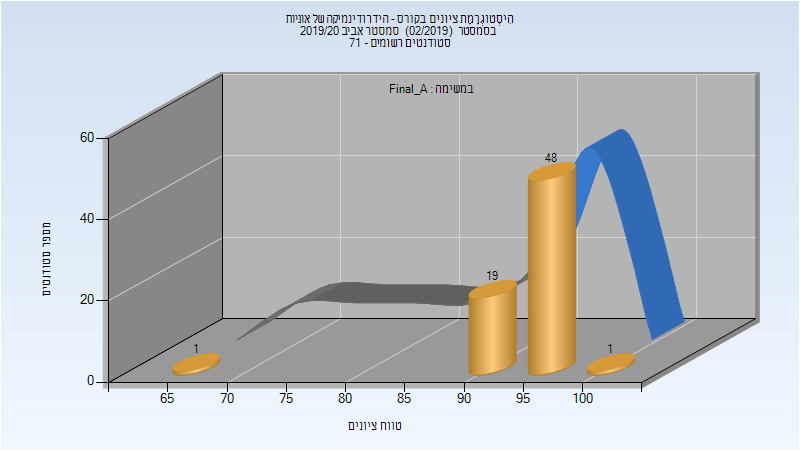 היסטוגרמת ציונים בקורס - הידרודינמיקה של אוניות
בסמסטר (02/2019) סמסטר אביב 2019/20
סטודנטים רשומים - 71
במשימה : Final_A
60
40
20
0
מספר סטודנטים
1
19
48
1
65
70
75
80
85
90
95
100
טווח ציונים